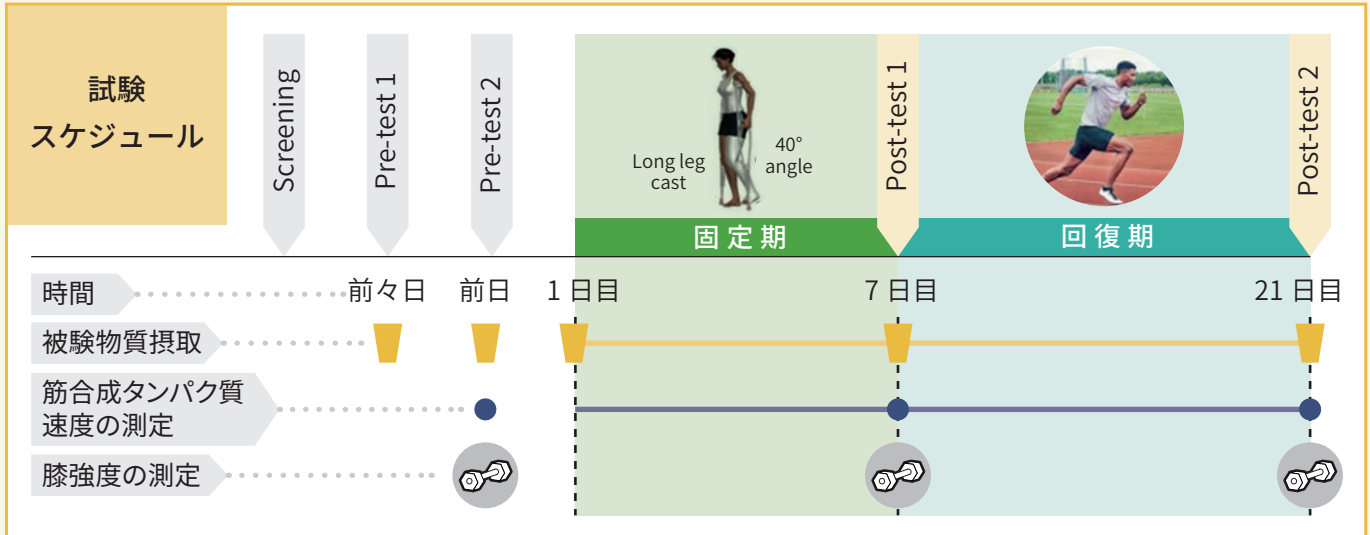 試験
スケジュール
Screening
Pre-test 1
Pre-test 2
Long leg
cast
40°
angle
Post-test 1
Post-test 2
固定期
回復期
時間
前々日
前日
1 日目
7 日目
21 日目
被験物質摂取
筋合成タンパク質
速度の測定
膝強度の測定